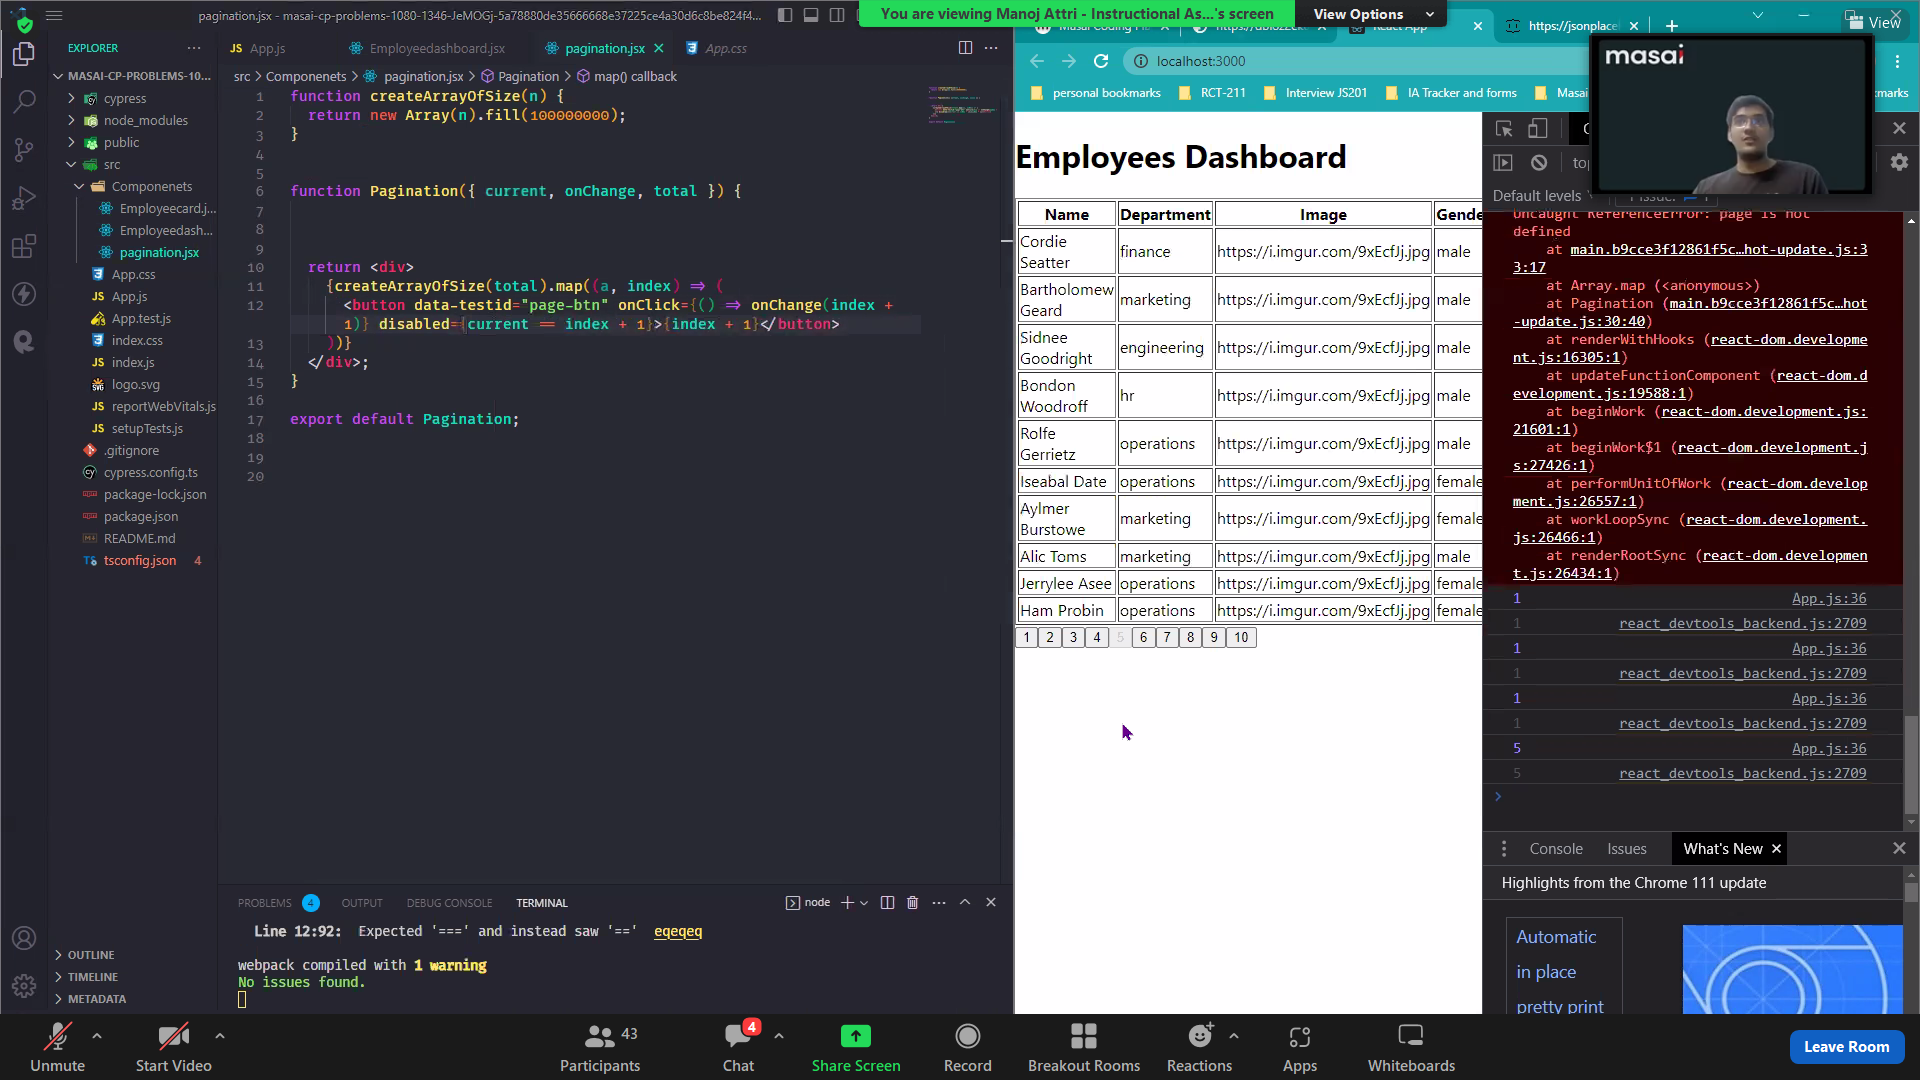 pagination.jsx - masai-cp-problems-1080-1346-JeMOGj-5a78880de35666668e37225ce4a30d6c8be824f4...
You are viewing Manoj Attri - Instructional As...'s screen
View Options
View
EXPLORER
MASAI-CP-PROBLEMS-10...
cypress
node_modules
public
src
Componenets
Employeecard.j...
Employeedash...
pagination.jsx
App.css
App.js
App.test.js
index.css
index.js
logo.svg
reportWebVitals.js
setupTests.js
.gitignore
cypress.config.ts
package-lock.json
package.json
README.md
tsconfig.json 4
OUTLINE
TIMELINE
METADATA
App.js
Employeedashboard.jsx
pagination.jsx
App.css
src > Componenets > pagination.jsx > Pagination > map() callback
1 function createArrayOfSize(n) {
2 return new Array(n).fill(100000000);
3 }
4
5
6 function Pagination({ current, onChange, total }) {
7
8
9
10 return <div>
11 {createArrayOfSize(total).map((a, index) => (
12 <button data-testid="page-btn" onClick={() => onChange(index +
1)} disabled={current == index + 1}>{index + 1}</button>
13 ))}
14 </div>;
15 }
16
17 export default Pagination;
18
19
20
PROBLEMS 4 OUTPUT DEBUG CONSOLE TERMINAL
node
Line 12:92: Expected '===' and instead saw '==' eqeqeq
webpack compiled with 1 warning
No issues found.
React App
https://jsonplace
localhost:3000
personal bookmarks
RCT-211
Interview JS201
IA Tracker and forms
Masai
masai
Employees Dashboard
Name Department Image Gende
Cordie Seatter finance https://i.imgur.com/9xEcfJj.jpg male
Bartholomew Geard marketing https://i.imgur.com/9xEcfJj.jpg male
Sidnee Goodright engineering https://i.imgur.com/9xEcfJj.jpg male
Bondon Woodroff hr https://i.imgur.com/9xEcfJj.jpg male
Rolfe Gerrietz operations https://i.imgur.com/9xEcfJj.jpg male
Iseabal Date operations https://i.imgur.com/9xEcfJj.jpg female
Aylmer Burstowe marketing https://i.imgur.com/9xEcfJj.jpg female
Alic Toms marketing https://i.imgur.com/9xEcfJj.jpg male
Jerrylee Asee operations https://i.imgur.com/9xEcfJj.jpg female
Ham Probin operations https://i.imgur.com/9xEcfJj.jpg female
1 2 3 4 5 6 7 8 9 10
top
Default levels
Uncaught ReferenceError: page is not
defined
at main.b9cce3f12861f5c…hot-update.js:3
3:17
at Array.map (<anonymous>)
at Pagination (main.b9cce3f12861f5c…hot
-update.js:30:40)
at renderWithHooks (react-dom.developme
nt.js:16305:1)
at updateFunctionComponent (react-dom.d
evelopment.js:19588:1)
at beginWork (react-dom.development.js:
21601:1)
at beginWork$1 (react-dom.development.j
s:27426:1)
at performUnitOfWork (react-dom.develop
ment.js:26557:1)
at workLoopSync (react-dom.development.
js:26466:1)
at renderRootSync (react-dom.developmen
t.js:26434:1)
1 App.js:36
1 react_devtools_backend.js:2709
1 App.js:36
1 react_devtools_backend.js:2709
1 App.js:36
1 react_devtools_backend.js:2709
5 App.js:36
5 react_devtools_backend.js:2709
Console Issues What's New
Highlights from the Chrome 111 update
Automatic
in place
pretty print
Unmute
Start Video
Participants 43
Chat 4
Share Screen
Record
Breakout Rooms
Reactions
Apps
Whiteboards
Leave Room